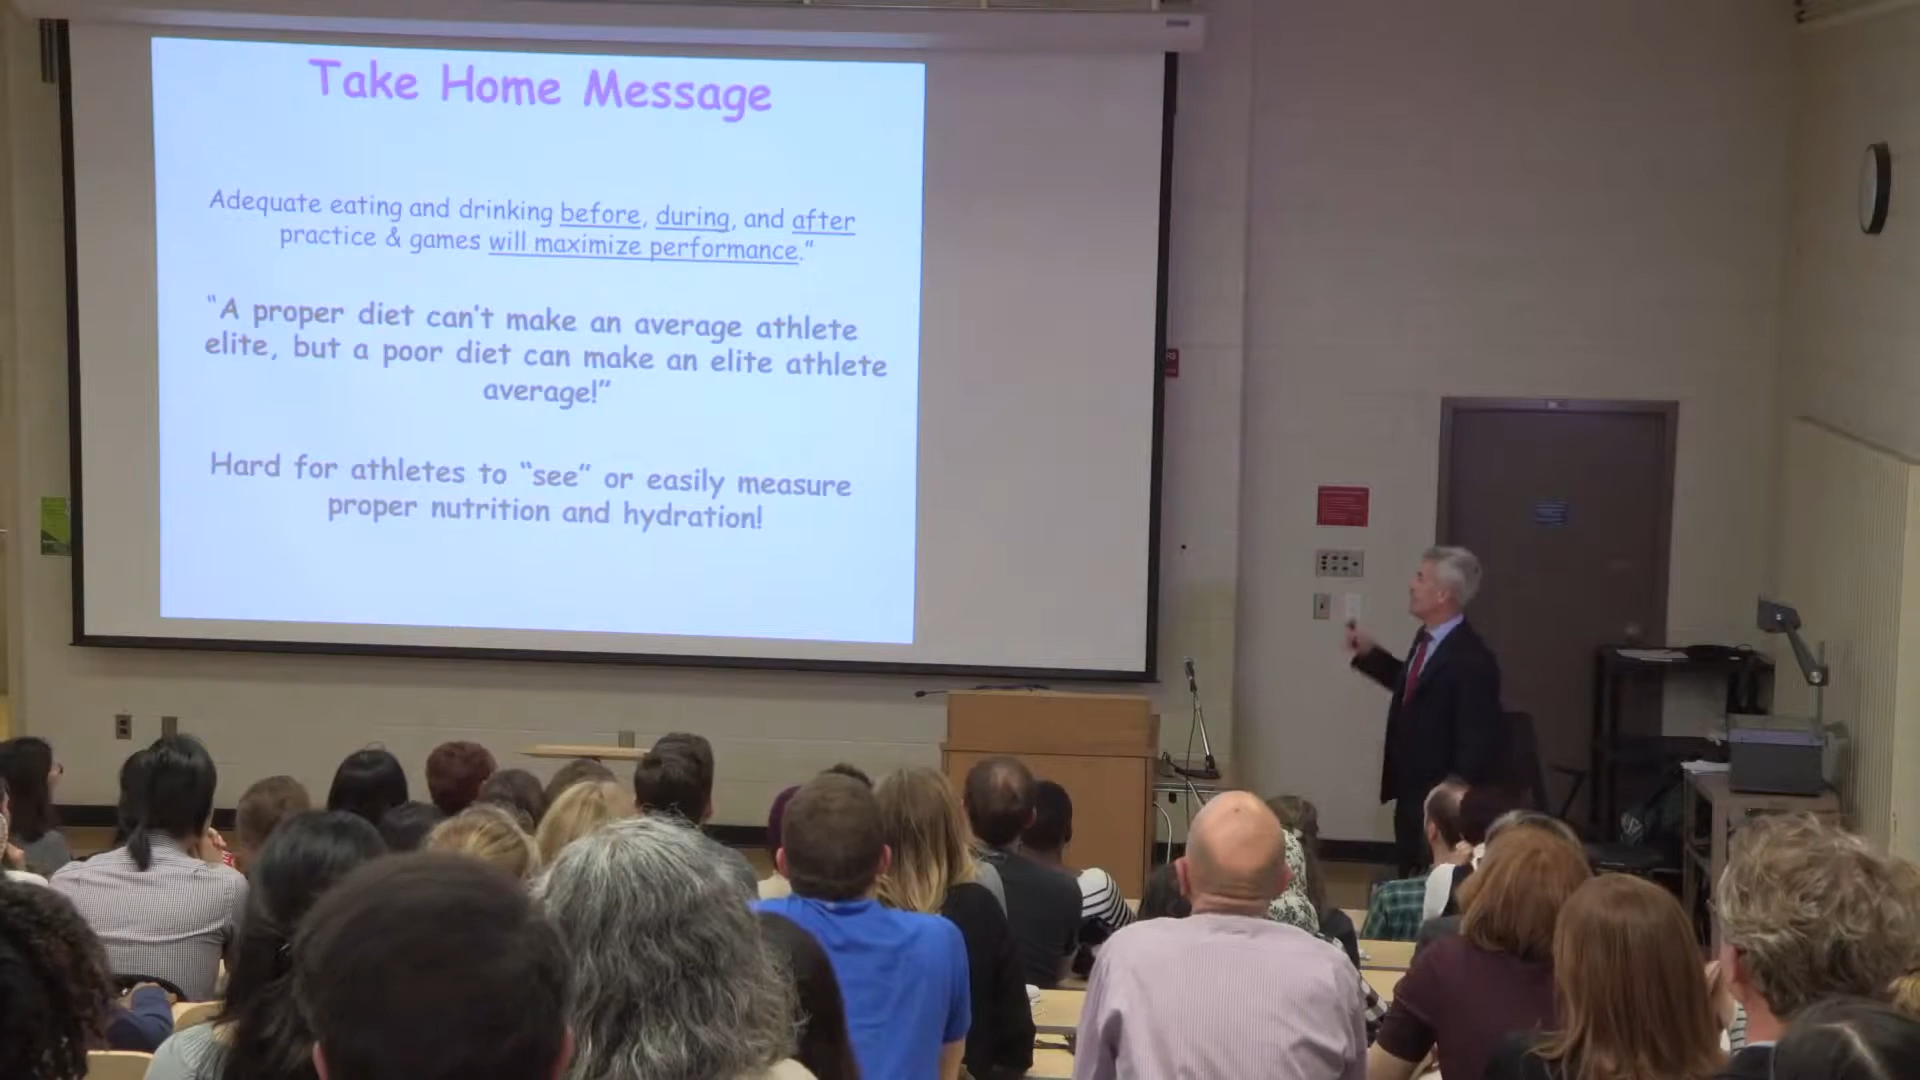 Take Home Message
Adequate eating and drinking before, during, and after
practice & games will maximize performance."
"A proper diet can't make an average athlete
elite, but a poor diet can make an elite athlete
average!"
Hard for athletes to "see" or easily measure
proper nutrition and hydration!